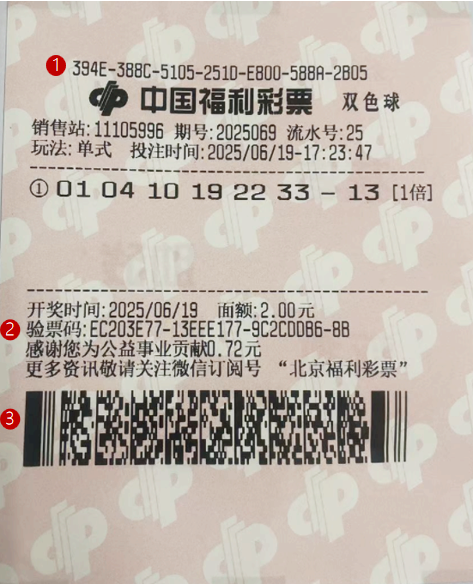 1 394E-388C-5105-251D-E800-588A-2B05
中国福利彩票 双色球
销售站:11105996 期号:2025069 流水号:25
玩法:单式 投注时间:2025/06/19-17:23:47
① 01 04 10 19 22 33 - 13 [1倍]
开奖时间:2025/06/19 面额:2.00元
2 验票码:EC203E77-13EEE177-9C2CDDB6-8B
感谢您为公益事业贡献0.72元
更多资讯敬请关注微信订阅号 “北京福利彩票”
3